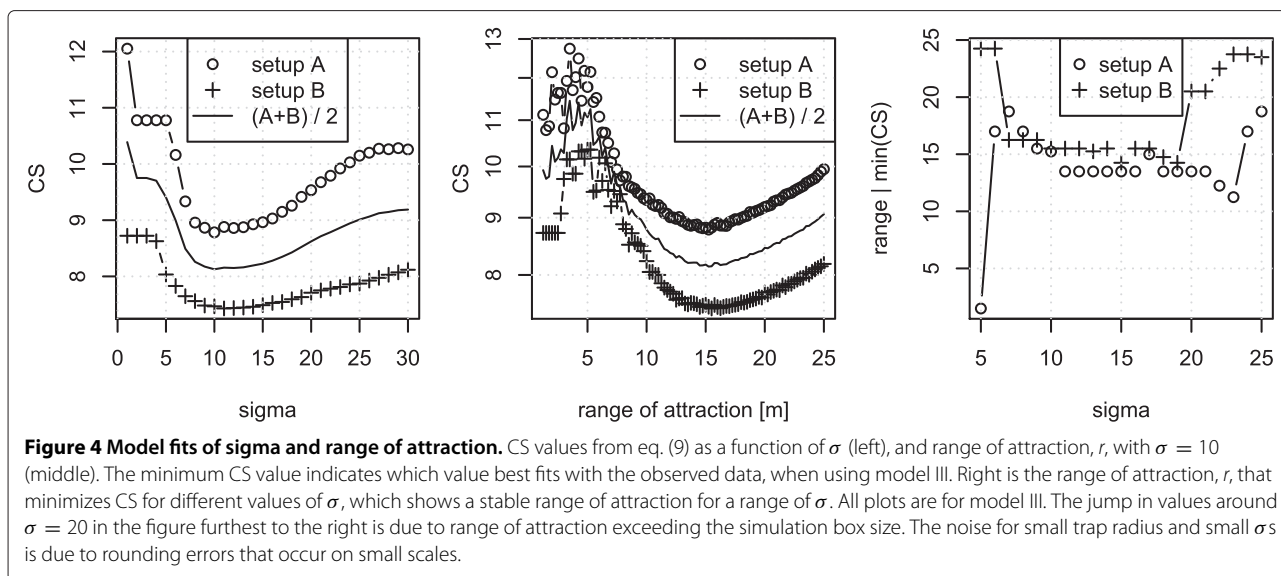 12
11
10
9
8
CS
0 5 10 15 20 25 30
sigma
setup A
setup B
(A+B) / 2
13
11
10
9
8
CS
0 5 10 15 20 25
range of attraction [m]
setup A
setup B
(A+B) / 2
25
20
15
10
5
range | min(CS)
5 10 15 20 25
sigma
setup A
setup B
Figure 4 Model fits of sigma and range of attraction. CS values from eq. (9) as a function of σ (left), and range of attraction, r, with σ = 10
(middle). The minimum CS value indicates which value best fits with the observed data, when using model III. Right is the range of attraction, r, that
minimizes CS for different values of σ, which shows a stable range of attraction for a range of σ. All plots are for model III. The jump in values around
σ = 20 in the figure furthest to the right is due to range of attraction exceeding the simulation box size. The noise for small trap radius and small σs
is due to rounding errors that occur on small scales.